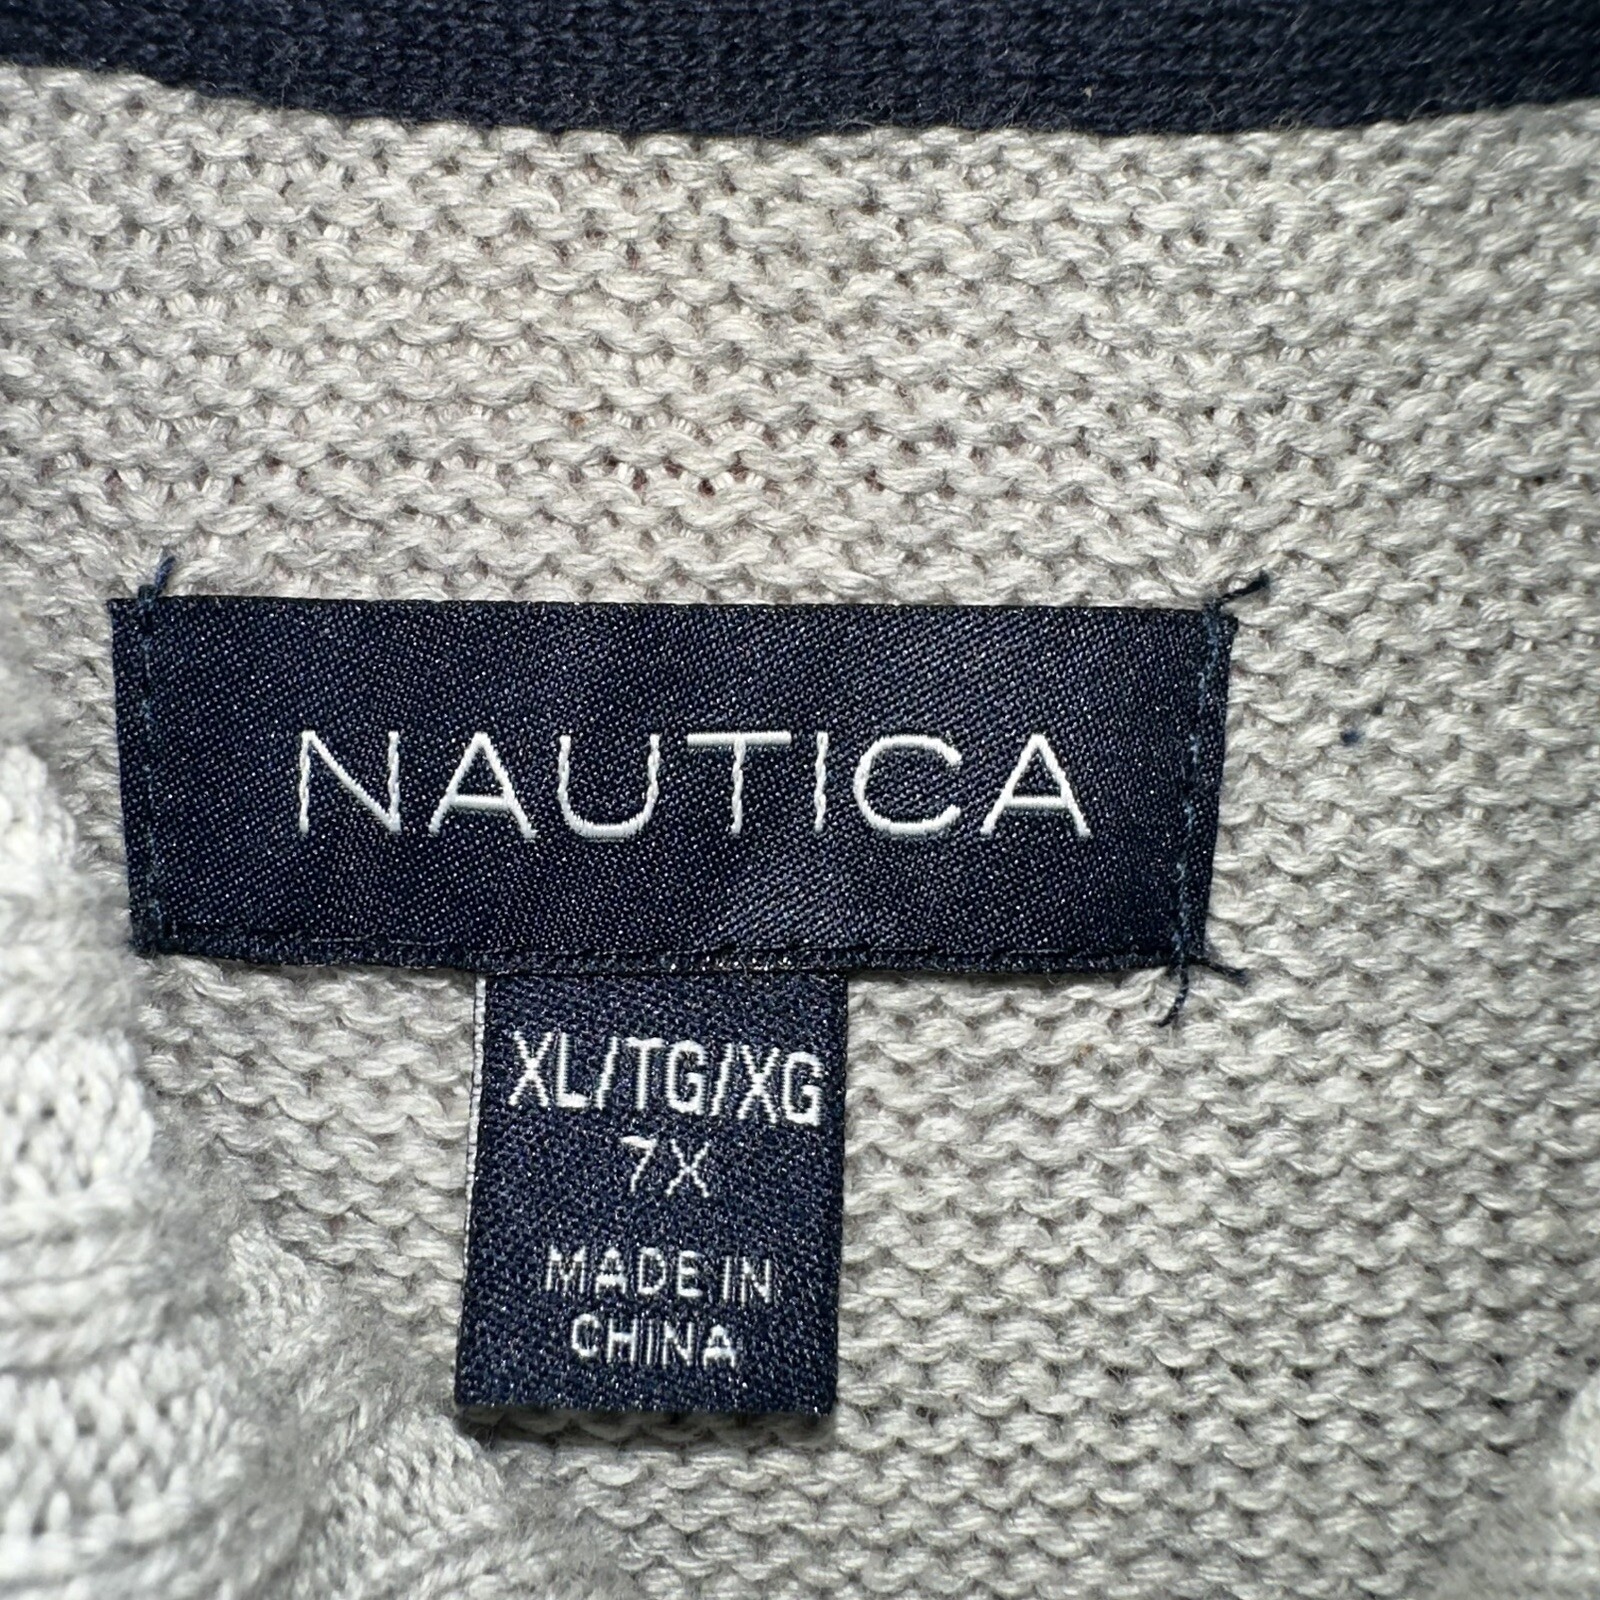 NAUTICA
XL/TG/XG
7X
MADE IN
CHINA